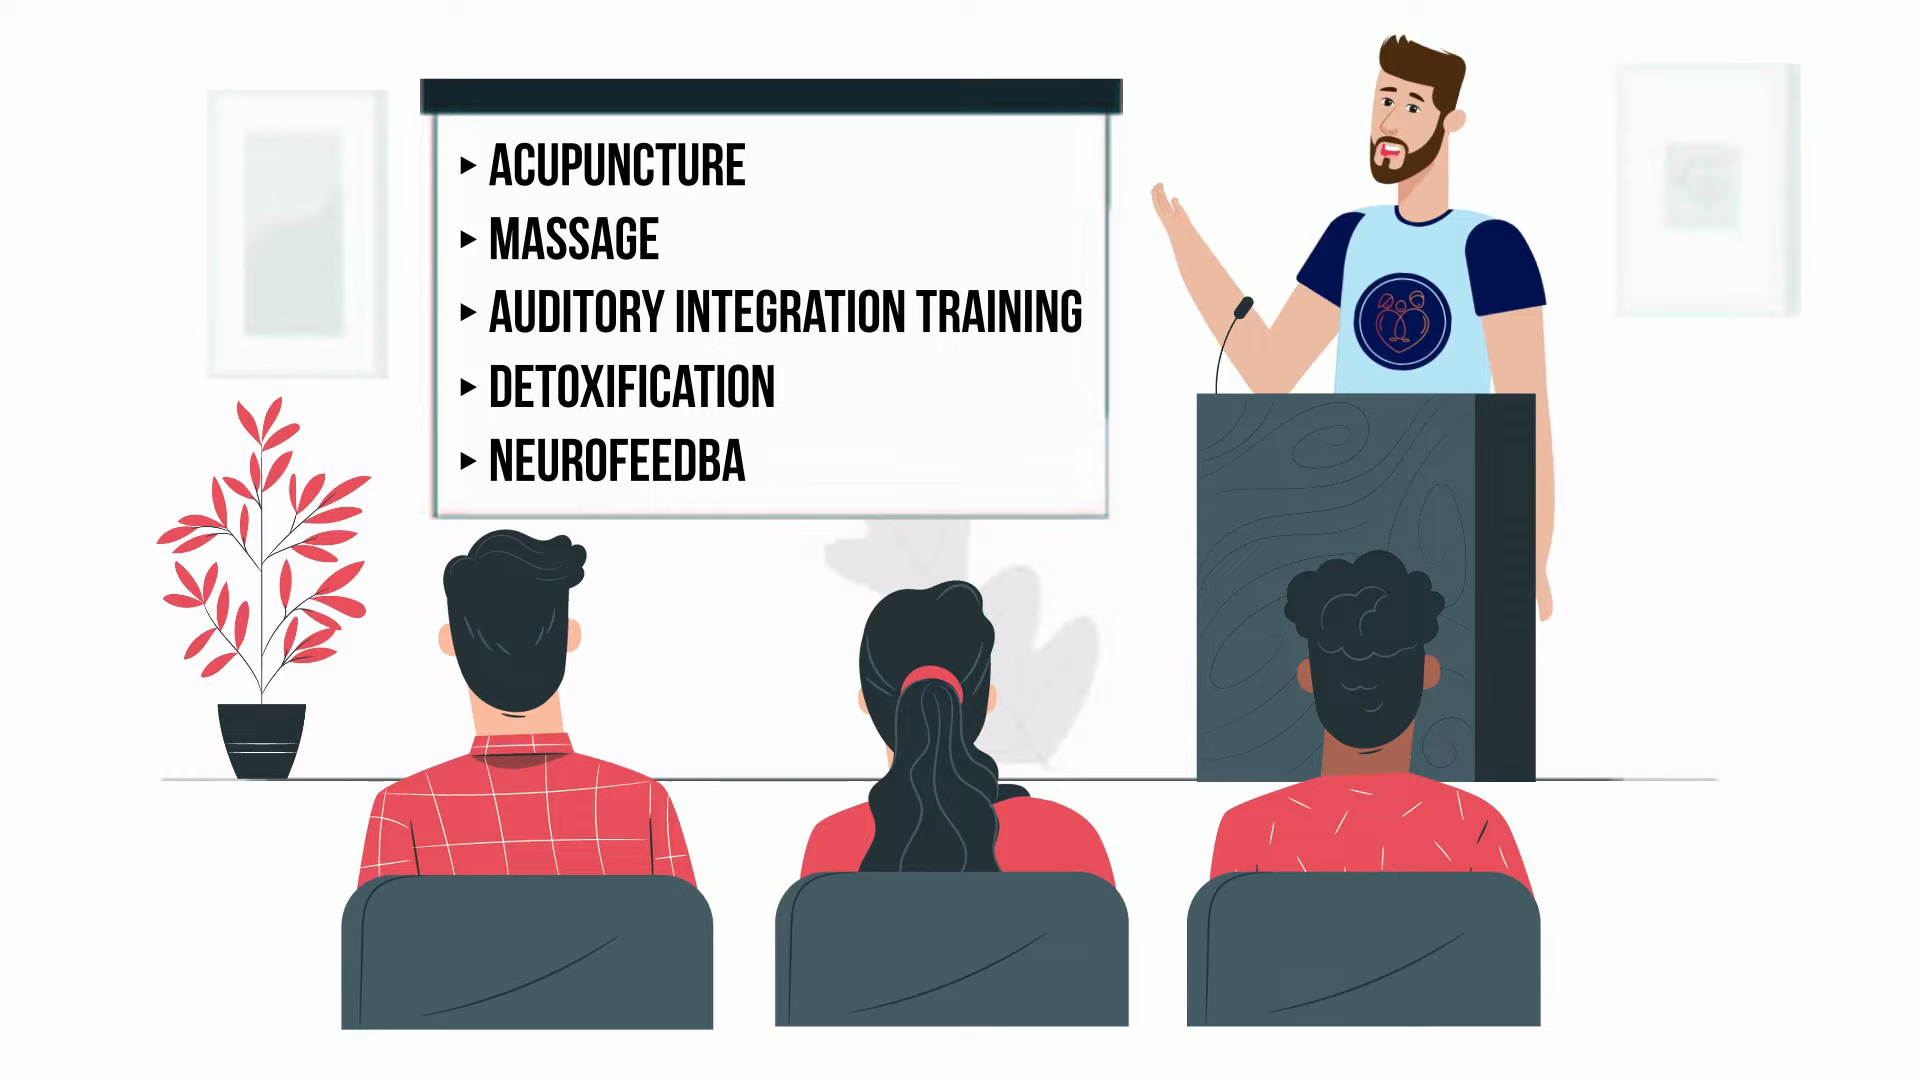 ACUPUNCTURE
MASSAGE
AUDITORY INTEGRATION TRAINING
DETOXIFICATION
NEUROFEEDBA